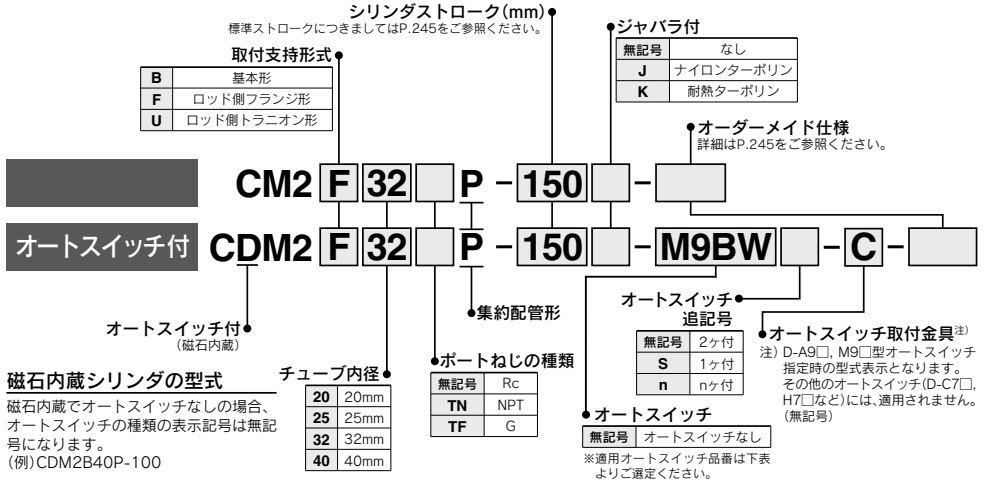 シリンダストローク(mm)
標準ストロークにつきましてはP.245をご参照ください。
取付支持形式
B 基本形
F ロッド側フランジ形
U ロッド側トラニオン形
ジャバラ付
無記号 なし
J ナイロンターポリン
K 耐熱ターポリン
オーダーメイド仕様
詳細はP.245をご参照ください。
CM2 F 32 P - 150 -
オートスイッチ付 CDM2 F 32 P - 150 - M9BW - C -
オートスイッチ付
(磁石内蔵)
集約配管形
磁石内蔵シリンダの型式
磁石内蔵でオートスイッチなしの場合、
オートスイッチの種類の表示記号は無記
号になります。
(例)CDM2B40P-100
チューブ内径
20 20mm
25 25mm
32 32mm
40 40mm
ポートねじの種類
無記号 Rc
TN NPT
TF G
オートスイッチ
追記号
無記号 2ヶ付
S 1ヶ付
n nヶ付
オートスイッチ
無記号 オートスイッチなし
※適用オートスイッチ品番は下表
よりご選定ください。
オートスイッチ取付金具注)
注) D-A9□, M9□型オートスイッチ
指定時の型式表示となります。
その他のオートスイッチ(D-C7□,
H7□など)には、適用されません。
(無記号)